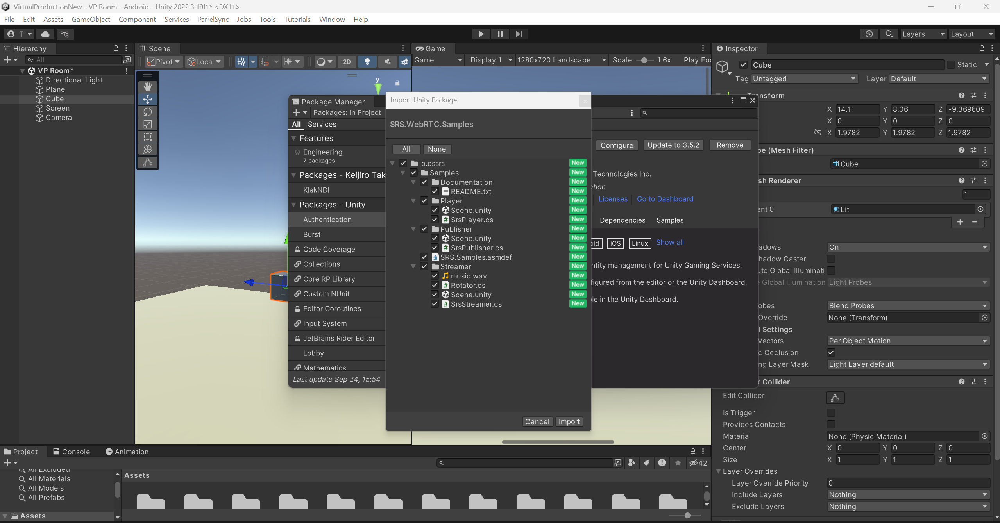 VirtualProductionNew - VP Room - Android - Unity 2022.3.19f1* <DX11>
File Edit Assets GameObject Component Services ParrelSync Jobs Tools Tutorials Window Help
T
Layers Layout
Hierarchy
All
VP Room*
Directional Light
Plane
Cube
Screen
Camera
Scene
Pivot Local 2D
y
Game
Game Display 1 1280x720 Landscape Scale 1.6x Play Foc
Package Manager
Packages: In Project
All Services
Features
Engineering
7 packages
Packages - Keijiro Tak
KlakNDI
Packages - Unity
Authentication
Burst
Code Coverage
Collections
Core RP Library
Custom NUnit
Editor Coroutines
Input System
JetBrains Rider Editor
Lobby
Mathematics
Last update Sep 24, 15:54
Import Unity Package
SRS.WebRTC.Samples
All None
io.ossrs New
Samples New
Documentation New
README.txt New
Player New
Scene.unity New
SrsPlayer.cs New
Publisher New
Scene.unity New
SrsPublisher.cs New
SRS.Samples.asmdef New
Streamer New
music.wav New
Rotator.cs New
Scene.unity New
SrsStreamer.cs New
Cancel Import
Configure Update to 3.5.2 Remove
Technologies Inc.
ation
Licenses Go to Dashboard
Dependencies Samples
oid iOS Linux Show all
ntity management for Unity Gaming Services.
figured from the editor or the Unity Dashboard.
le in the Unity Dashboard.
Inspector
Cube Static
Tag Untagged Layer Default
Transform
X 14.11 Y 8.06 Z -9.369609
X 0 Y 0 Z 0
X 1.9782 Y 1.9782 Z 1.9782
be (Mesh Filter)
Cube
sh Renderer
1
ent 0 Lit
adows On
hadow Caster
ute Global Illuminati
Global Illumination Light Probes
obes Blend Probes
Override None (Transform)
l Settings
Vectors Per Object Motion
c Occlusion
ng Layer Mask Light Layer default
x Collider
Edit Collider
Is Trigger
Provides Contacts
Material None (Physic Material)
Center X 0 Y 0 Z 0
Size X 1 Y 1 Z 1
Layer Overrides
Layer Override Priority 0
Include Layers Nothing
Exclude Layers Nothing
Project Console Animation
42
All Excluded
All Materials
All Models
All Prefabs
Assets
Assets